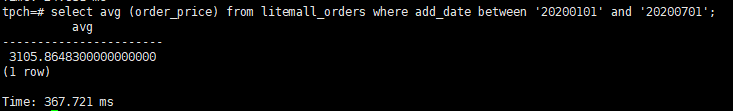 tpch=# select avg (order_price) from litemall_orders where add_date between '20200101' and '20200701';
avg
-----------------------
3105.8648300000000000
(1 row)
Time: 367.721 ms